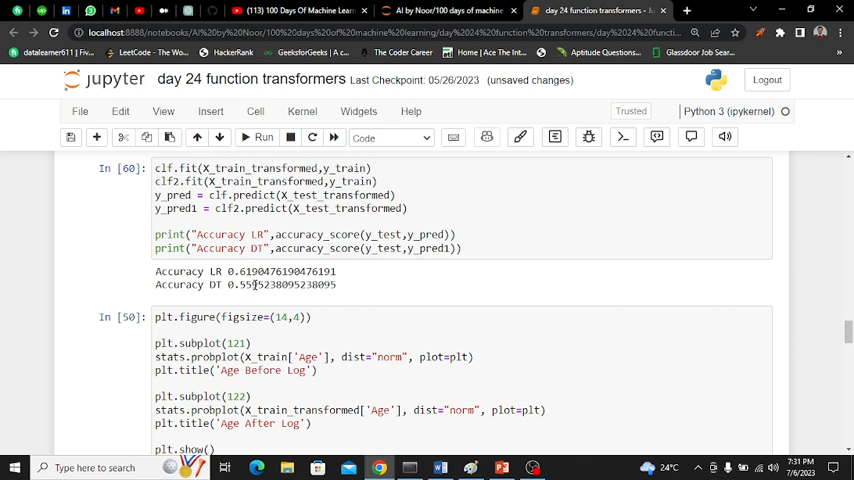 (113) 100 Days Of Machine Lear
AI by Noor/100 days of machine
day 24 function transformers - Ju
localhost:8888/notebooks/AI%20by%20Noor/100%20days%20of%20machine%20learning/day%2024%20function%20transformers/day%2024%20funct
datalearner611 | Fiv...
LeetCode - The Wo...
HackerRank
GeeksforGeeks | A c...
The Coder Career
Home | Ace The Int...
Aptitude Questions...
Glassdoor Job Sear...
»
jupyter day 24 function transformers Last Checkpoint: 05/26/2023 (unsaved changes)
Logout
File Edit View Insert Cell Kernel Widgets Help
Trusted
Python 3 (ipykernel)
Run
Code
In [60]:
clf.fit(X_train_transformed,y_train)
clf2.fit(X_train_transformed,y_train)
y_pred = clf.predict(X_test_transformed)
y_pred1 = clf2.predict(X_test_transformed)
print("Accuracy LR",accuracy_score(y_test,y_pred))
print("Accuracy DT",accuracy_score(y_test,y_pred1))
Accuracy LR 0.6190476190476191
Accuracy DT 0.5595238095238095
In [50]:
plt.figure(figsize=(14,4))
plt.subplot(121)
stats.probplot(X_train['Age'], dist="norm", plot=plt)
plt.title('Age Before Log')
plt.subplot(122)
stats.probplot(X_train_transformed['Age'], dist="norm", plot=plt)
plt.title('Age After Log')
plt.show()
Type here to search
24°C
7:31 PM
7/6/2023